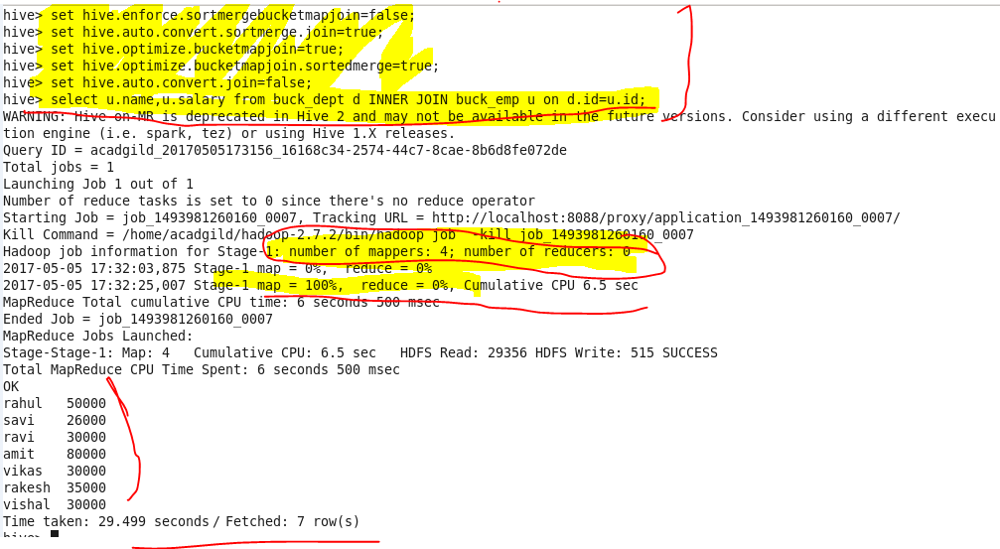 hive> set hive.enforce.sortmergebucketmapjoin=false;
hive> set hive.auto.convert.sortmerge.join=true;
hive> set hive.optimize.bucketmapjoin=true;
hive> set hive.optimize.bucketmapjoin.sortedmerge=true;
hive> set hive.auto.convert.join=false;
hive> select u.name,u.salary from buck_dept d INNER JOIN buck_emp u on d.id=u.id;
WARNING: Hive-on-MR is deprecated in Hive 2 and may not be available in the future versions. Consider using a different execu
tion engine (i.e. spark, tez) or using Hive 1.X releases.
Query ID = acadgild_20170505173156_16168c34-2574-44c7-8cae-8b6d8fe072de
Total jobs = 1
Launching Job 1 out of 1
Number of reduce tasks is set to 0 since there's no reduce operator
Starting Job = job_1493981260160_0007, Tracking URL = http://localhost:8088/proxy/application_1493981260160_0007/
Kill Command = /home/acadgild/hadoop-2.7.2/bin/hadoop job  -kill job_1493981260160_0007
Hadoop job information for Stage-1: number of mappers: 4; number of reducers: 0
2017-05-05 17:32:03,875 Stage-1 map = 0%,  reduce = 0%
2017-05-05 17:32:25,007 Stage-1 map = 100%,  reduce = 0%, Cumulative CPU 6.5 sec
MapReduce Total cumulative CPU time: 6 seconds 500 msec
Ended Job = job_1493981260160_0007
MapReduce Jobs Launched:
Stage-Stage-1: Map: 4   Cumulative CPU: 6.5 sec   HDFS Read: 29356 HDFS Write: 515 SUCCESS
Total MapReduce CPU Time Spent: 6 seconds 500 msec
OK
rahul   50000
savi    26000
ravi    30000
amit    80000
vikas   30000
rakesh  35000
vishal  30000
Time taken: 29.499 seconds, Fetched: 7 row(s)
hive>